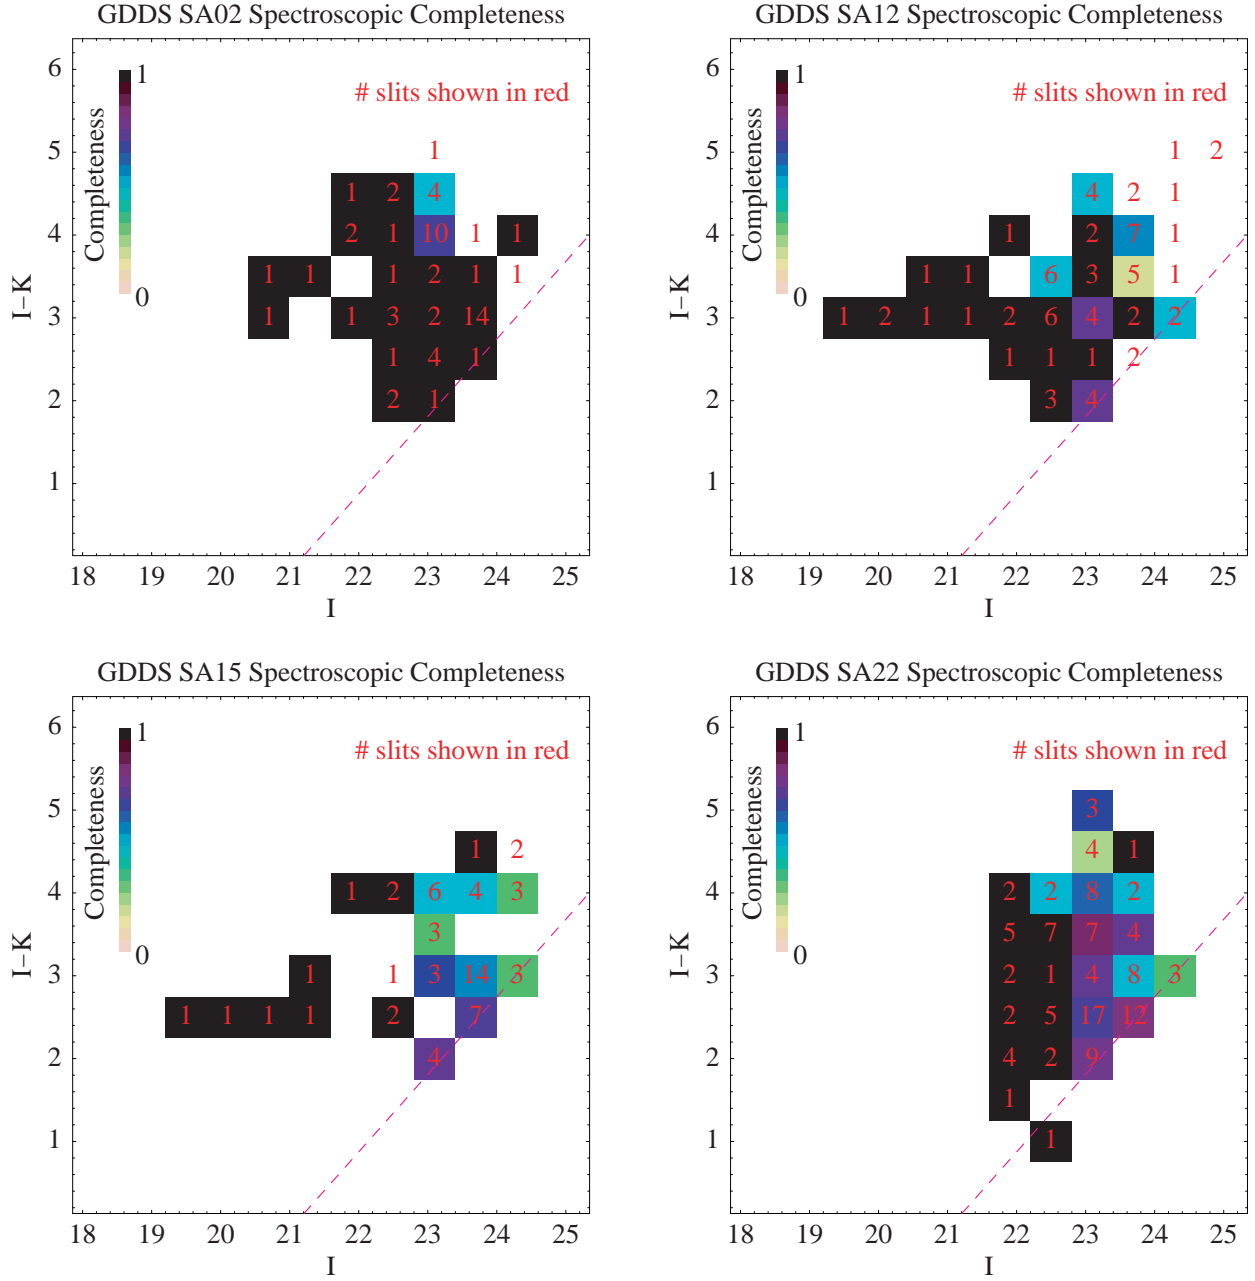 GDDS SA02 Spectroscopic Completeness
6
5
4
3
2
1
I–K
Completeness
1
0
# slits shown in red
1
1 2 4
2 1 10 1 1
1 1 1 2 1 1
1 1 3 2 14
1 4 1
2 1
18 19 20 21 22 23 24 25
I
GDDS SA12 Spectroscopic Completeness
6
5
4
3
2
1
I–K
Completeness
1
0
# slits shown in red
1 2
4 2 1
1 2 7 1
1 1 6 3 5 1
1 2 1 1 2 6 4 2 2
1 1 1 2
3 4
18 19 20 21 22 23 24 25
I
GDDS SA15 Spectroscopic Completeness
6
5
4
3
2
1
I–K
Completeness
1
0
# slits shown in red
1 2
1 2 6 4 3
3
1 1 3 14 3
1 1 1 1 2 7
4
18 19 20 21 22 23 24 25
I
GDDS SA22 Spectroscopic Completeness
6
5
4
3
2
1
I–K
Completeness
1
0
# slits shown in red
3
4 1
2 2 8 2
5 7 7 4
2 1 4 8 3
2 5 17 12
4 2 9
1
1
18 19 20 21 22 23 24 25
I